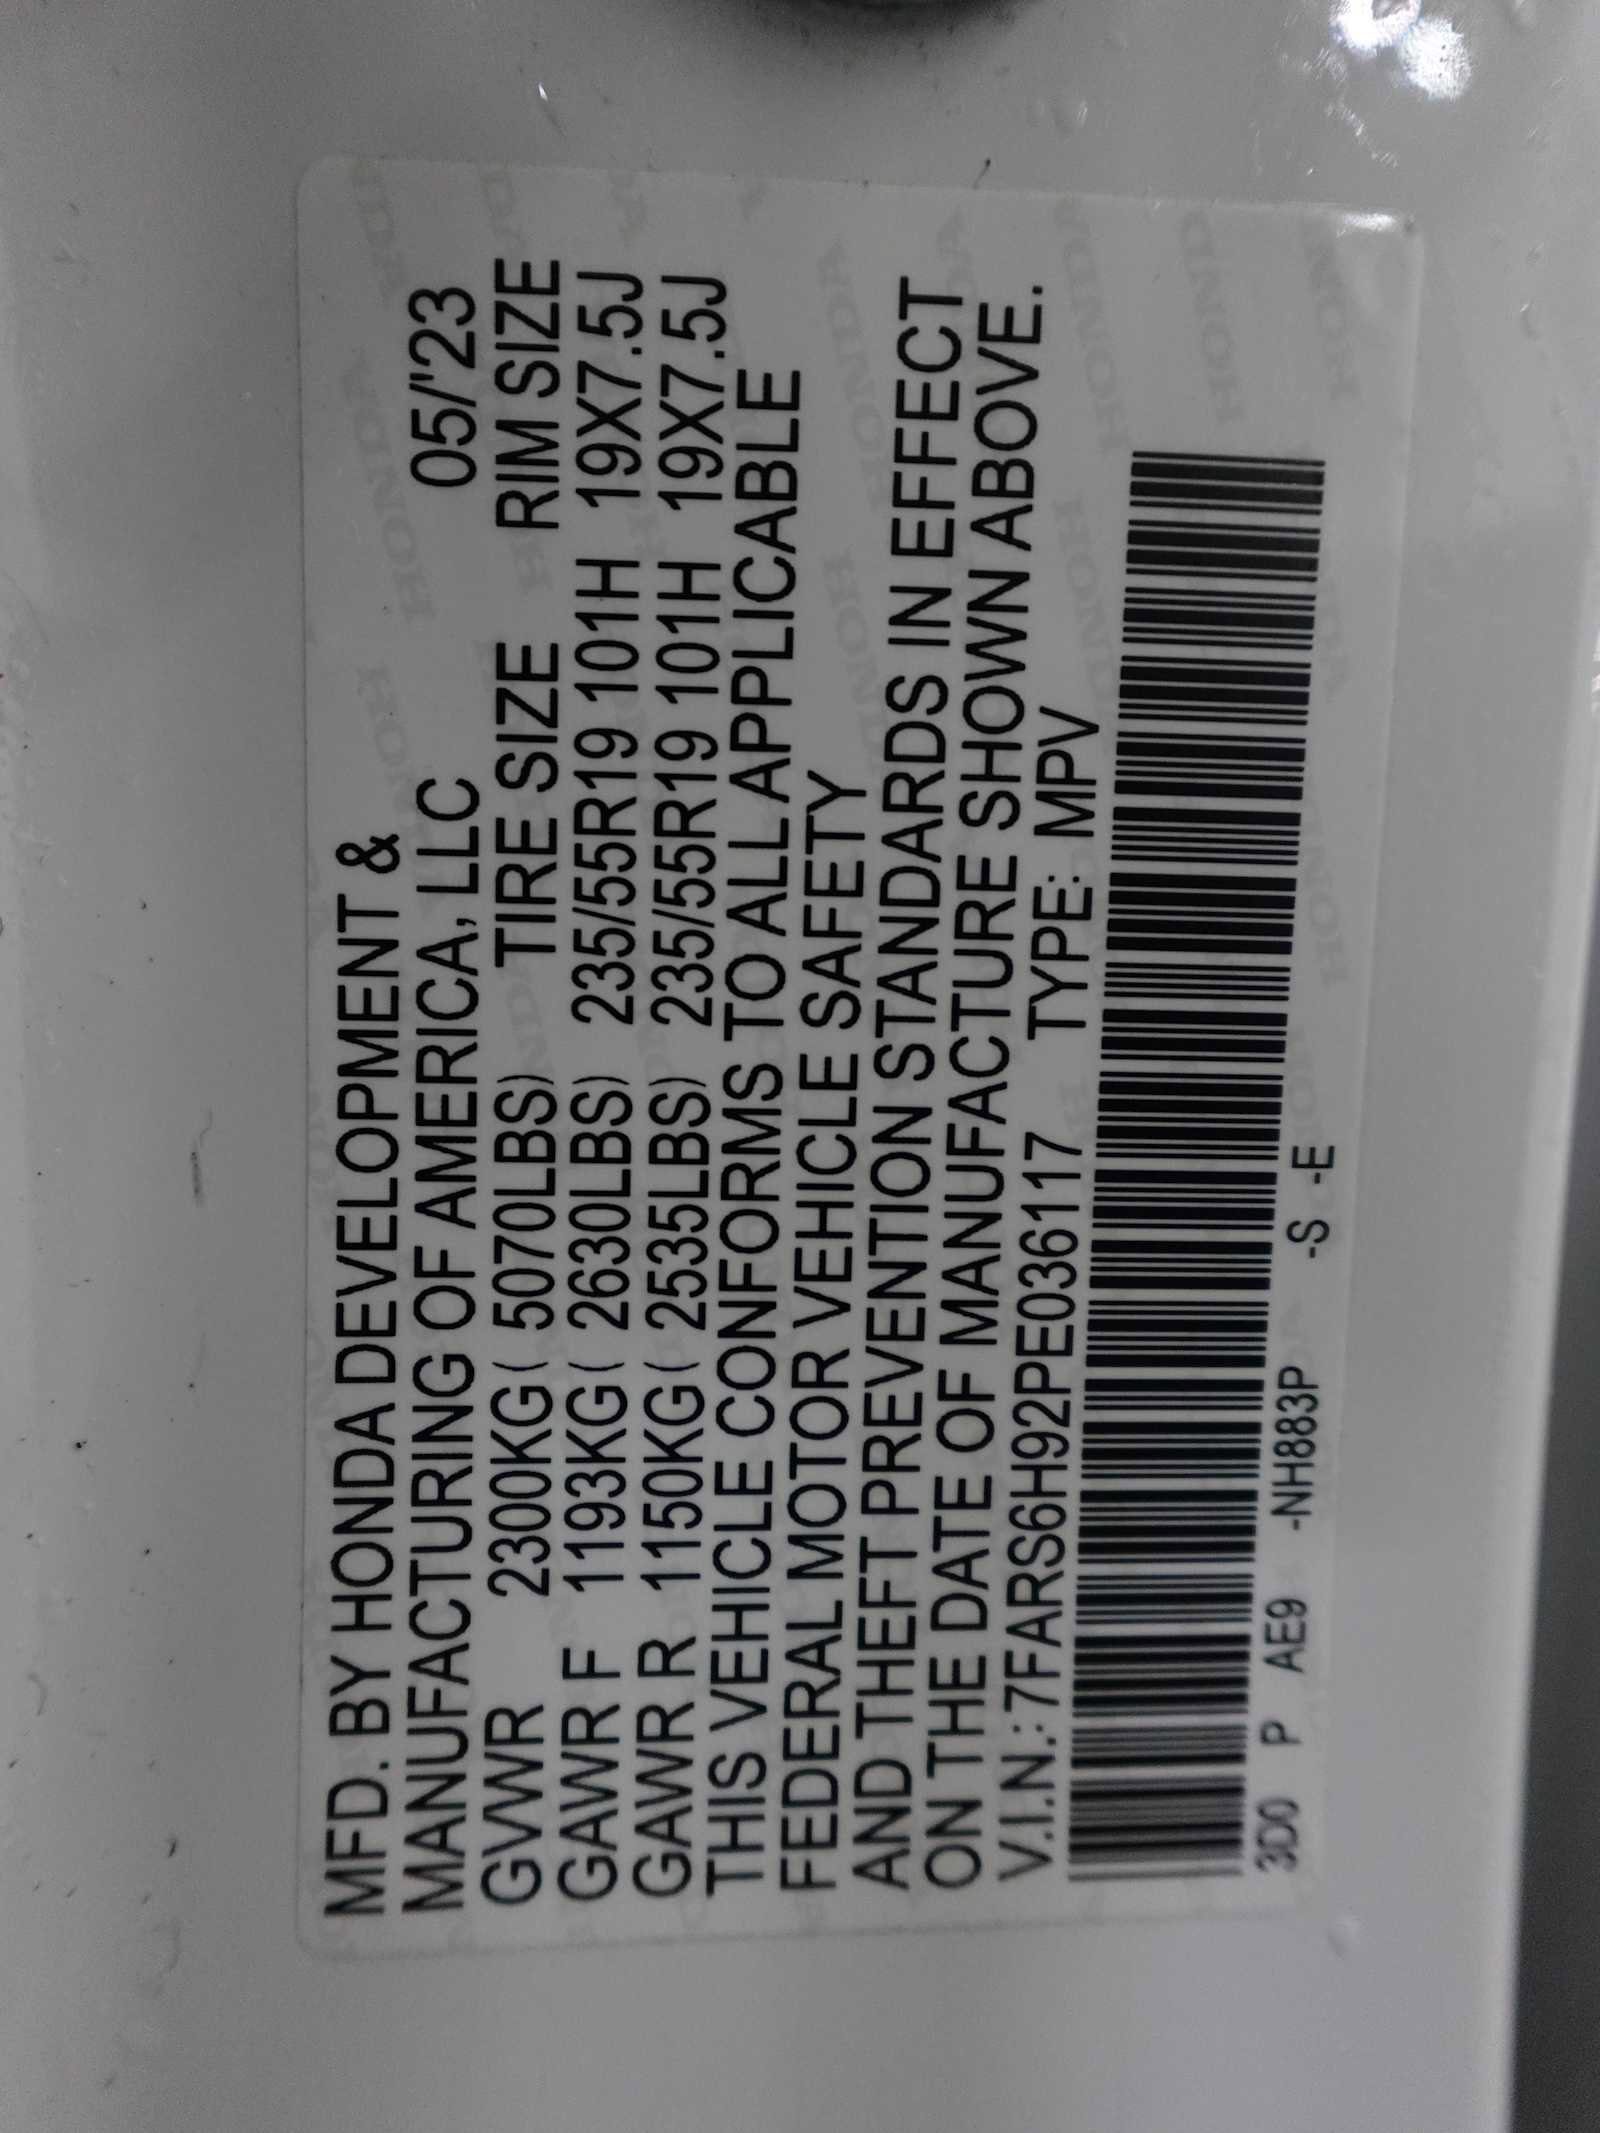 MFD. BY HONDA DEVELOPMENT &
MANUFACTURING OF AMERICA, LLC 05/'23
GVWR 2300KG( 5070LBS) TIRE SIZE RIM SIZE
GAWR F 1193KG( 2630LBS) 235/55R19 101H 19X7.5J
GAWR R 1150KG( 2535LBS) 235/55R19 101H 19X7.5J
THIS VEHICLE CONFORMS TO ALL APPLICABLE
FEDERAL MOTOR VEHICLE SAFETY
AND THEFT PREVENTION STANDARDS IN EFFECT
ON THE DATE OF MANUFACTURE SHOWN ABOVE.
V.I.N.:7FARS6H92PE036117 TYPE: MPV
3D0 P AE9 -NH883P -S -E